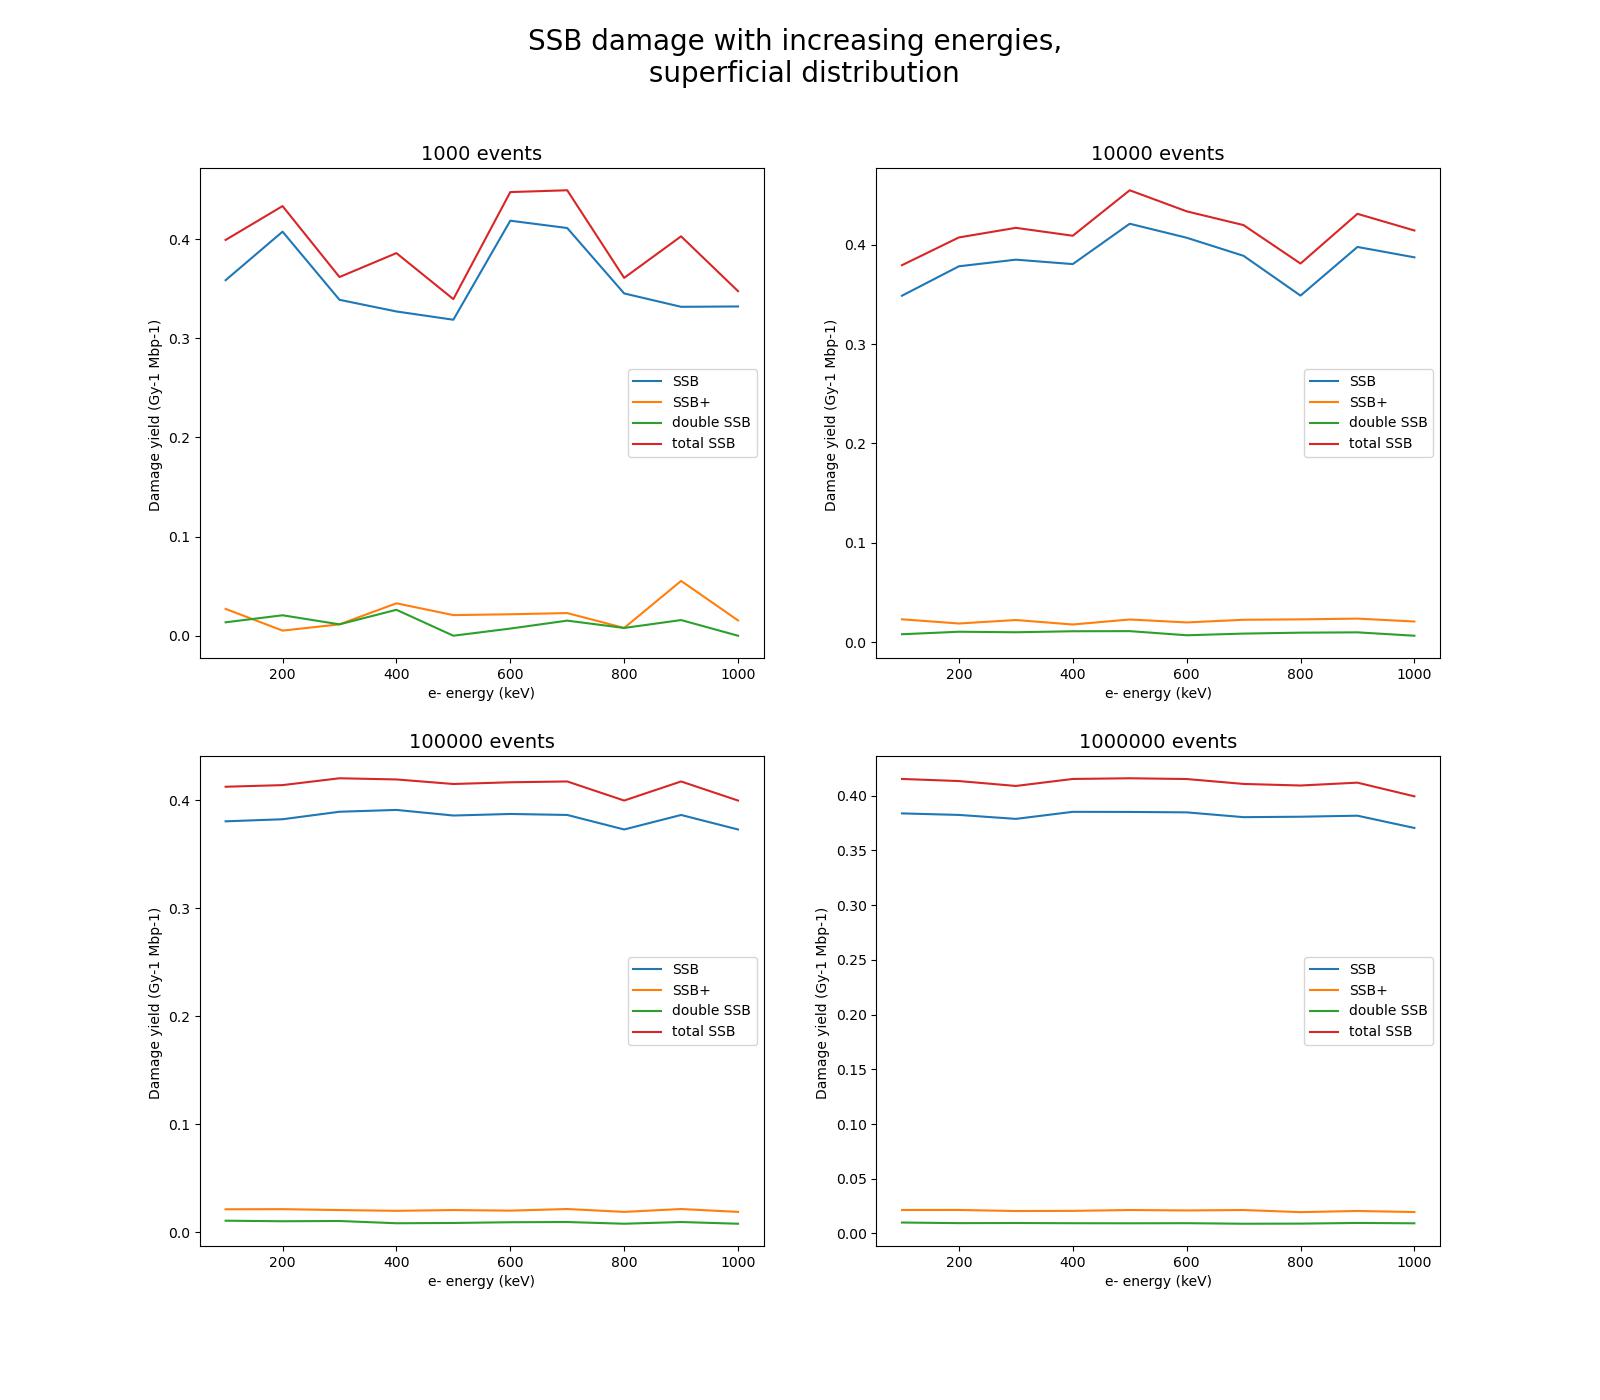 SSB damage with increasing energies,
superficial distribution
1000 events
0.4
0.3
0.2
0.1
0.0
Damage yield (Gy-1 Mbp-1)
SSB
SSB+
double SSB
total SSB
200 400 600 800 1000
e- energy (keV)
10000 events
0.4
0.3
0.2
0.1
0.0
Damage yield (Gy-1 Mbp-1)
SSB
SSB+
double SSB
total SSB
200 400 600 800 1000
e- energy (keV)
100000 events
0.4
0.3
0.2
0.1
0.0
Damage yield (Gy-1 Mbp-1)
SSB
SSB+
double SSB
total SSB
200 400 600 800 1000
e- energy (keV)
1000000 events
0.40
0.35
0.30
0.25
0.20
0.15
0.10
0.05
0.00
Damage yield (Gy-1 Mbp-1)
SSB
SSB+
double SSB
total SSB
200 400 600 800 1000
e- energy (keV)